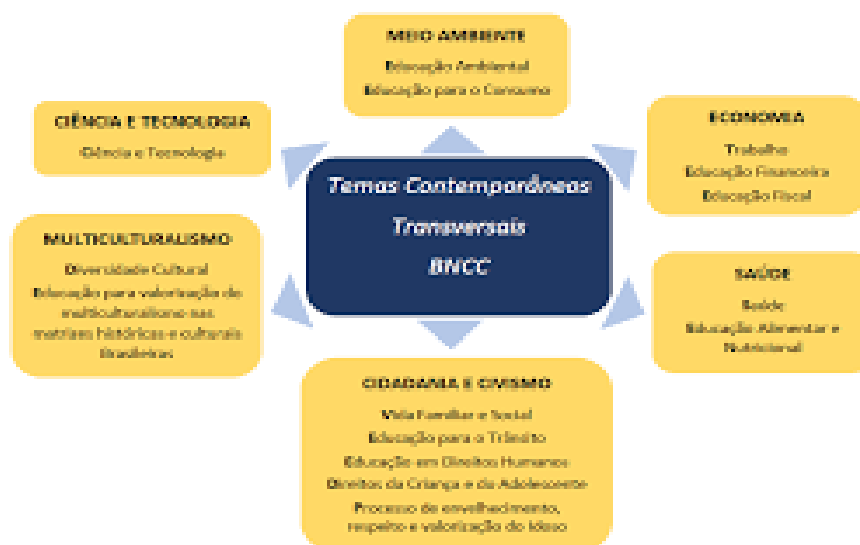 MEIO AMBIENTE
Educação Ambiental
Educação para o Consumo
CIÊNCIA E TECNOLOGIA
Ciência e Tecnologia
ECONOMIA
Trabalho
Educação Financeira
Educação Fiscal
Temas Contemporâneos
Transversais
BNCC
MULTICULTURALISMO
Diversidade Cultural
Educação para valorização do
multiculturalismo nas
matrizes históricas e culturais
Brasileiras
SAÚDE
Saúde
Educação Alimentar e
Nutricional
CIDADANIA E CIVISMO
Vida Familiar e Social
Educação para o Trânsito
Educação em Direitos Humanos
Direitos da Criança e do Adolescente
Processo de envelhecimento,
respeito e valorização do Idoso